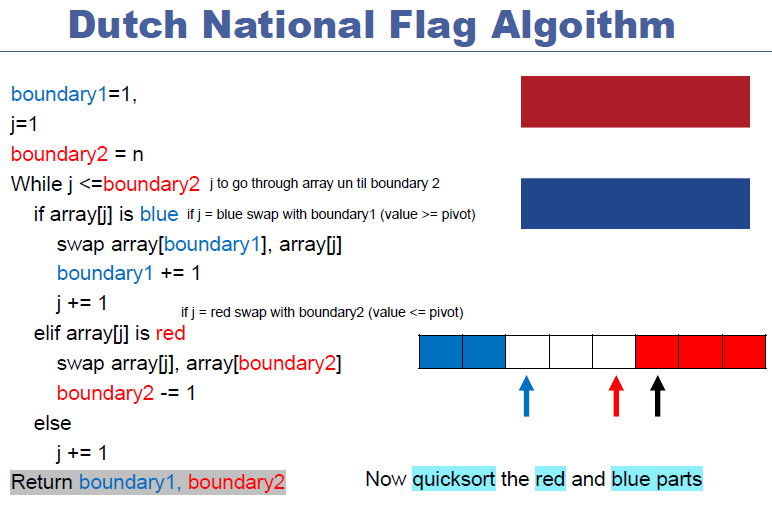 Dutch National Flag Algoithm
boundary1=1,
j=1
boundary2 = n
While j <=boundary2 j to go through array un til boundary 2
if array[j] is blue if j = blue swap with boundary1 (value >= pivot)
swap array[boundary1], array[j]
boundary1 += 1
j += 1
if j = red swap with boundary2 (value <= pivot)
elif array[j] is red
swap array[j], array[boundary2]
boundary2 -= 1
else
j += 1
Return boundary1, boundary2
Now quicksort the red and blue parts